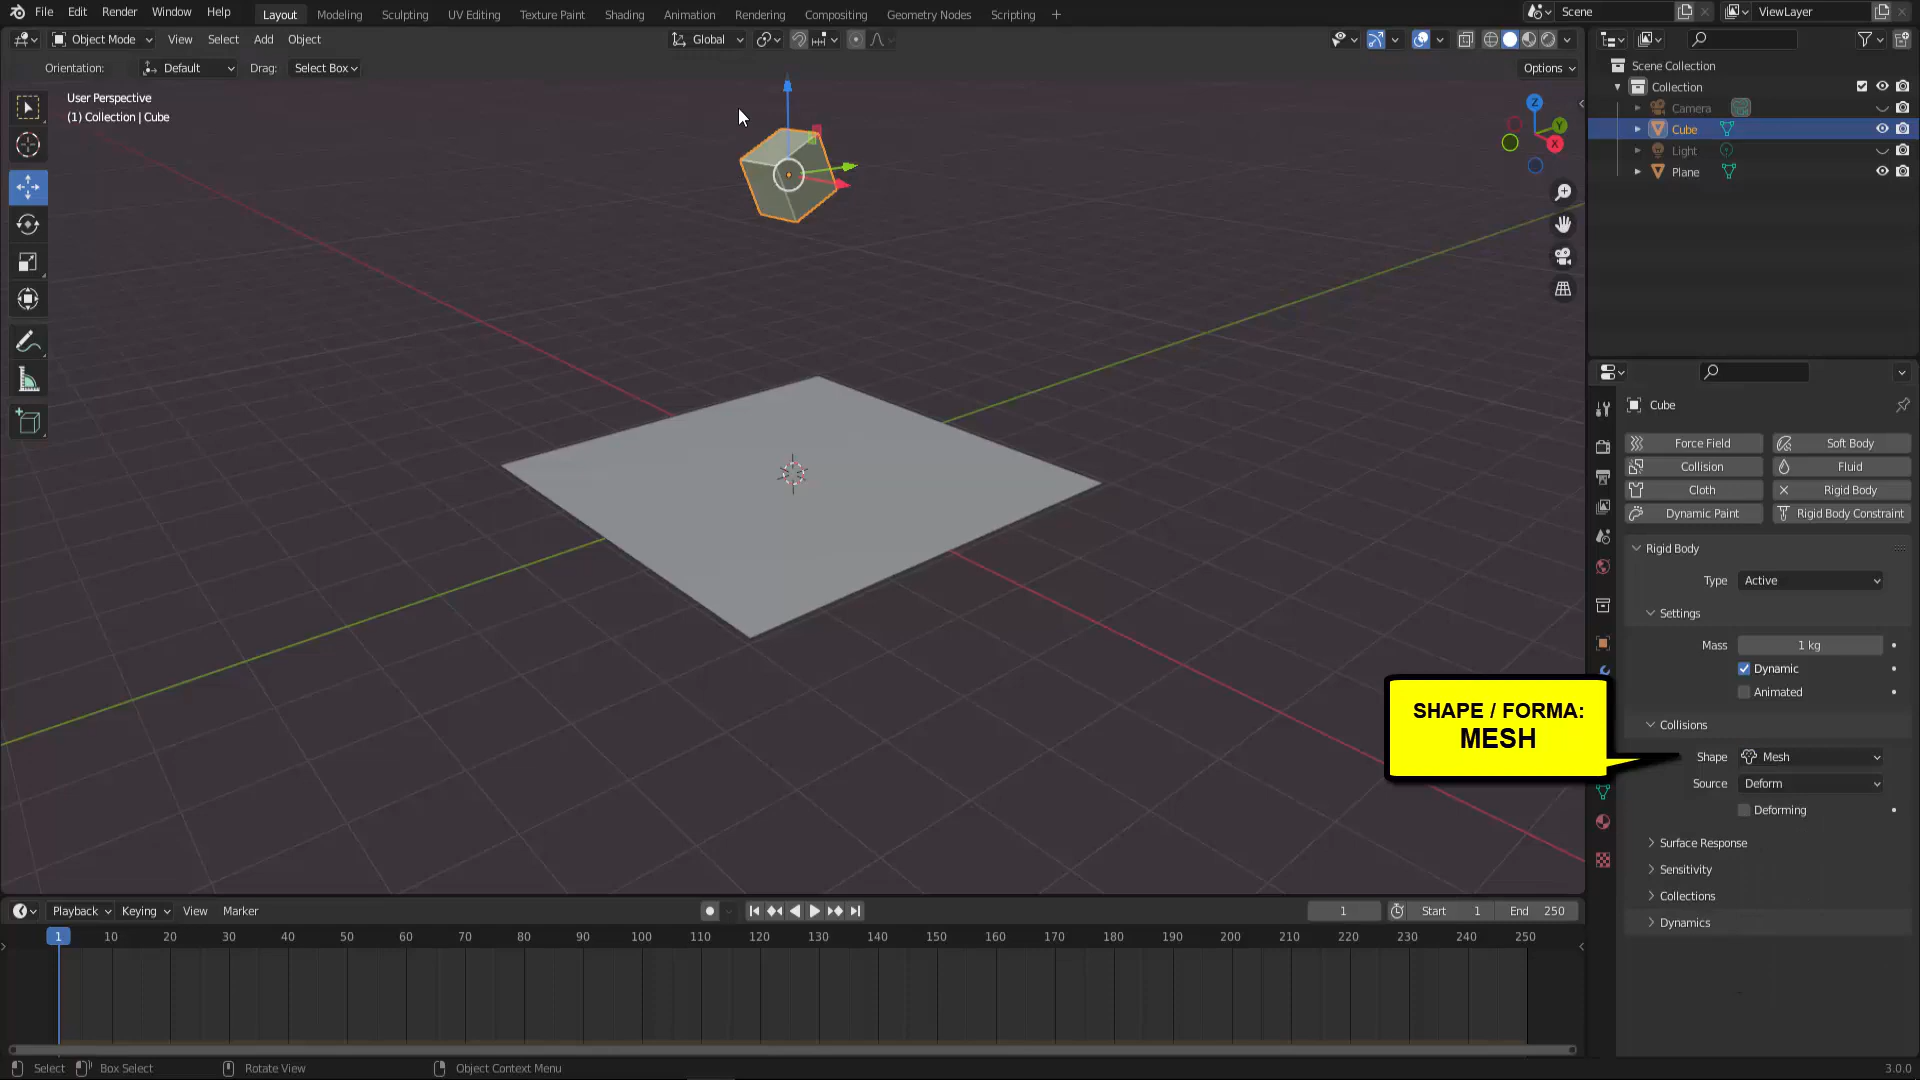 File Edit Render Window Help
Layout Modeling Sculpting UV Editing Texture Paint Shading Animation Rendering Compositing Geometry Nodes Scripting +
Scene
ViewLayer
Object Mode View Select Add Object
Global
Orientation: Default Drag: Select Box
Options
User Perspective
(1) Collection | Cube
Z
Y
X
Scene Collection
Collection
Camera
Cube
Light
Plane
Cube
Force Field Soft Body
Collision Fluid
Cloth Rigid Body
Dynamic Paint Rigid Body Constraint
Rigid Body
Type Active
Settings
Mass 1 kg
Dynamic
Animated
Collisions
SHAPE / FORMA:
MESH
Shape Mesh
Source Deform
Deforming
Surface Response
Sensitivity
Collections
Dynamics
Playback Keying View Marker
1 Start 1 End 250
1 10 20 30 40 50 60 70 80 90 100 110 120 130 140 150 160 170 180 190 200 210 220 230 240 250
Select Box Select Rotate View Object Context Menu
3.0.0